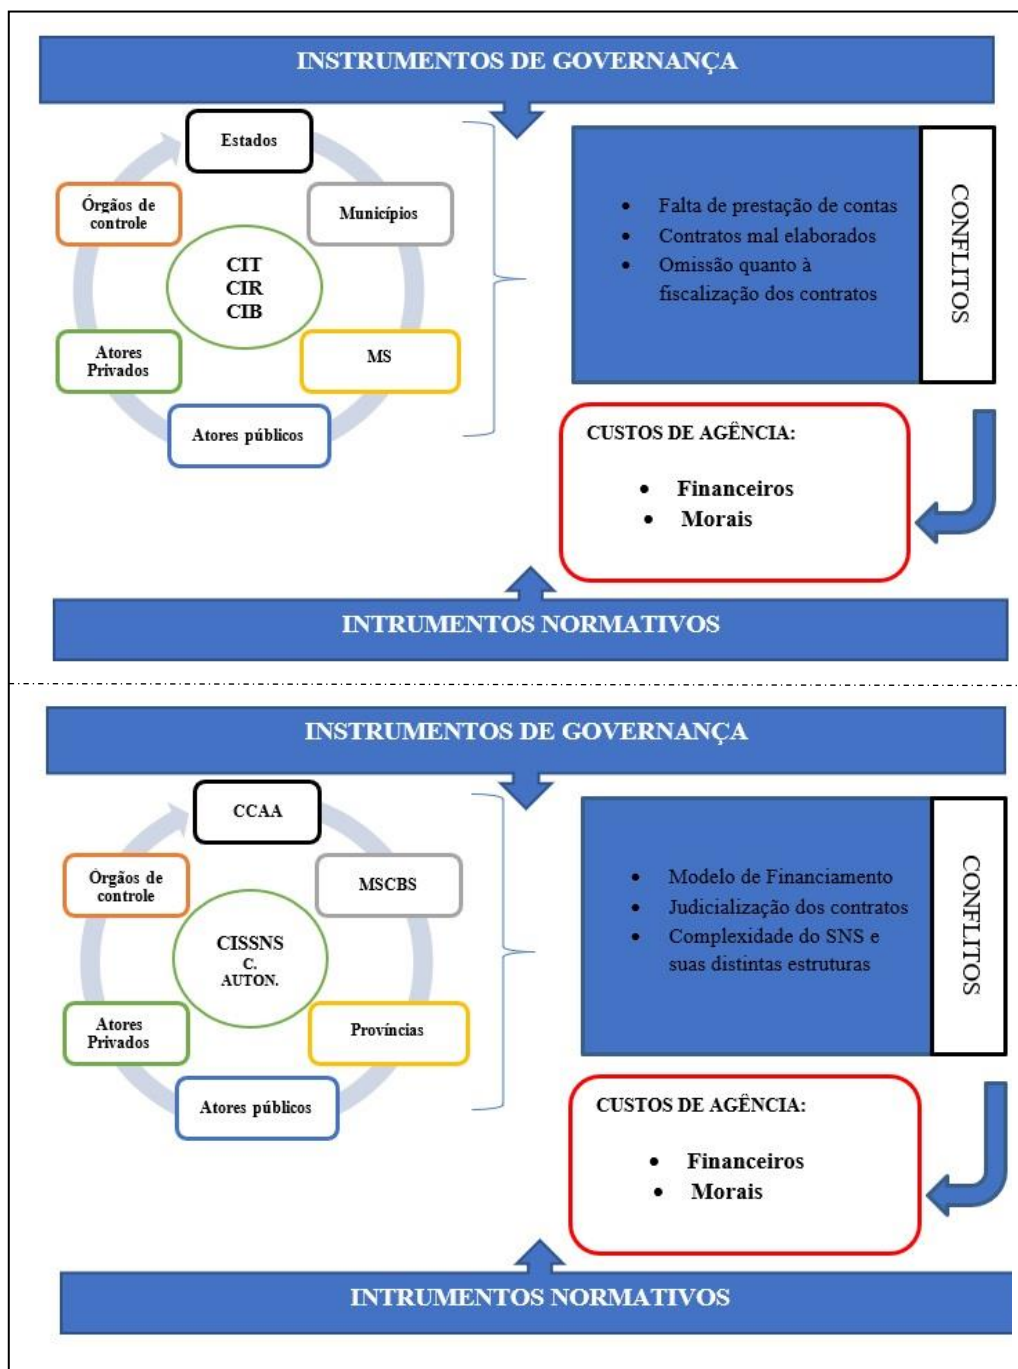 INSTRUMENTOS DE GOVERNANÇA
Estados
Órgãos de
controle
Municípios
CIT
CIR
CIB
Atores
Privados
MS
Atores públicos
• Falta de prestação de contas
• Contratos mal elaborados
• Omissão quanto à
fiscalização dos contratos
CONFLITOS
CUSTOS DE AGÊNCIA:
• Financeiros
• Morais
INTRUMENTOS NORMATIVOS
INSTRUMENTOS DE GOVERNANÇA
CCAA
Órgãos de
controle
MSCBS
CISSNS
C.
AUTON.
Atores
Privados
Províncias
Atores públicos
• Modelo de Financiamento
• Judicialização dos contratos
• Complexidade do SNS e
suas distintas estruturas
CONFLITOS
CUSTOS DE AGÊNCIA:
• Financeiros
• Morais
INTRUMENTOS NORMATIVOS